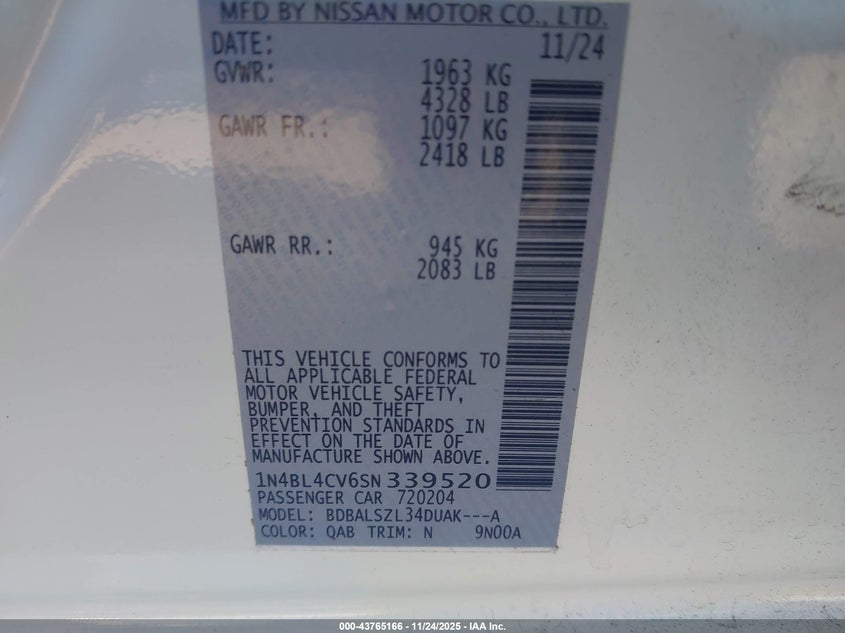 MFD BY NISSAN MOTOR CO., LTD.
DATE: 11/24
GVWR: 1963 KG
4328 LB
GAWR FR.: 1097 KG
2418 LB
GAWR RR.: 945 KG
2083 LB
THIS VEHICLE CONFORMS TO
ALL APPLICABLE FEDERAL
MOTOR VEHICLE SAFETY,
BUMPER, AND THEFT
PREVENTION STANDARDS IN
EFFECT ON THE DATE OF
MANUFACTURE SHOWN ABOVE.
1N4BL4CV6SN339520
PASSENGER CAR 720204
MODEL: BDBALSZL34DUAK---A
COLOR: QAB TRIM: N 9N00A
000-43765166 - 11/24/2025 - IAA Inc.